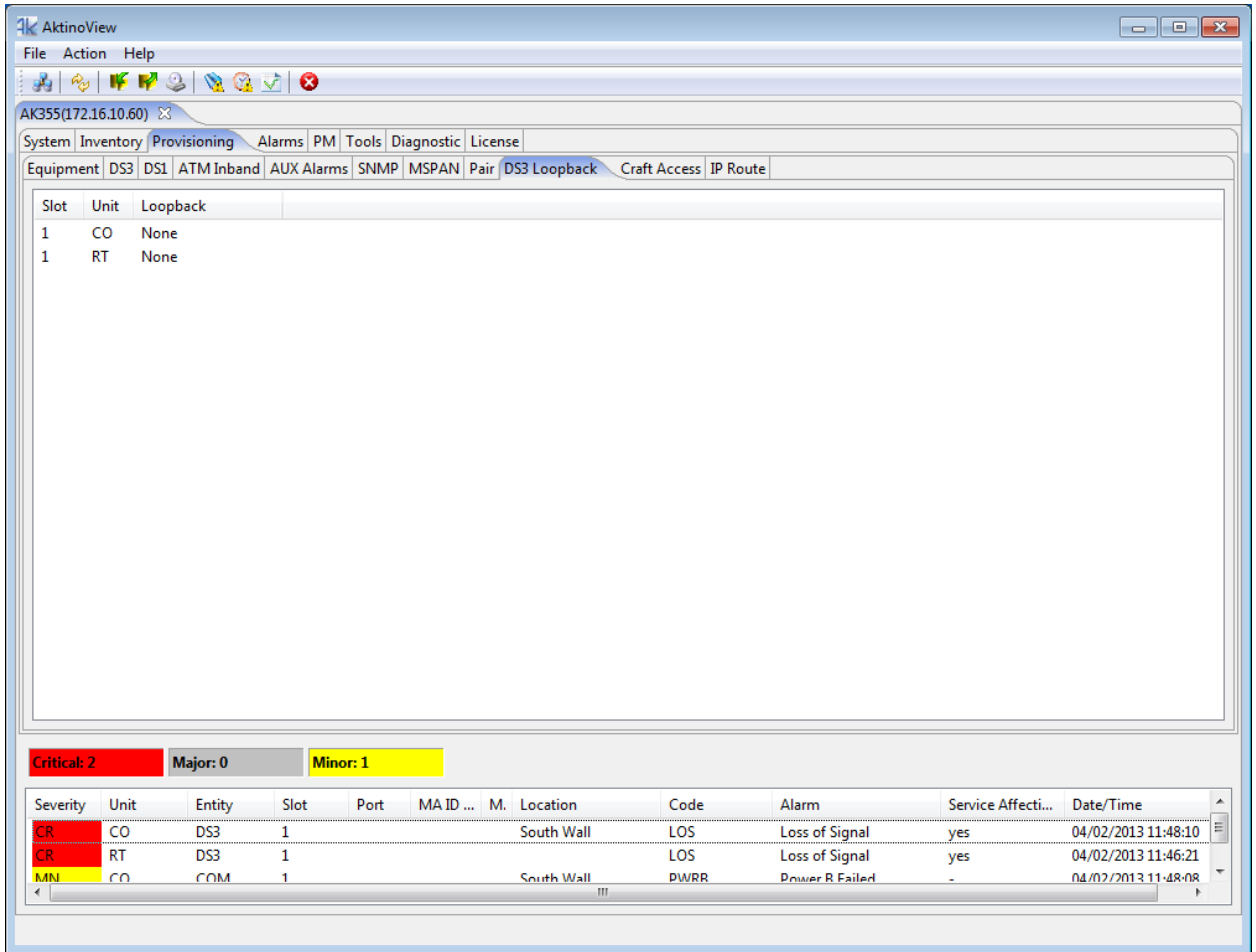 AktinoView
File Action Help
AK355(172.16.10.60)
System Inventory Provisioning Alarms PM Tools Diagnostic License
Equipment DS3 DS1 ATM Inband AUX Alarms SNMP MSPAN Pair DS3 Loopback Craft Access IP Route
Slot Unit Loopback
1 CO None
1 RT None
Critical: 2 Major: 0 Minor: 1
Severity Unit Entity Slot Port MA ID ... M. Location Code Alarm Service Affecti... Date/Time
CR CO DS3 1 South Wall LOS Loss of Signal yes 04/02/2013 11:48:10
CR RT DS3 1 LOS Loss of Signal yes 04/02/2013 11:46:21
MN CO COM 1 South Wall PWRB Power B Failed - 04/02/2013 11:48:08